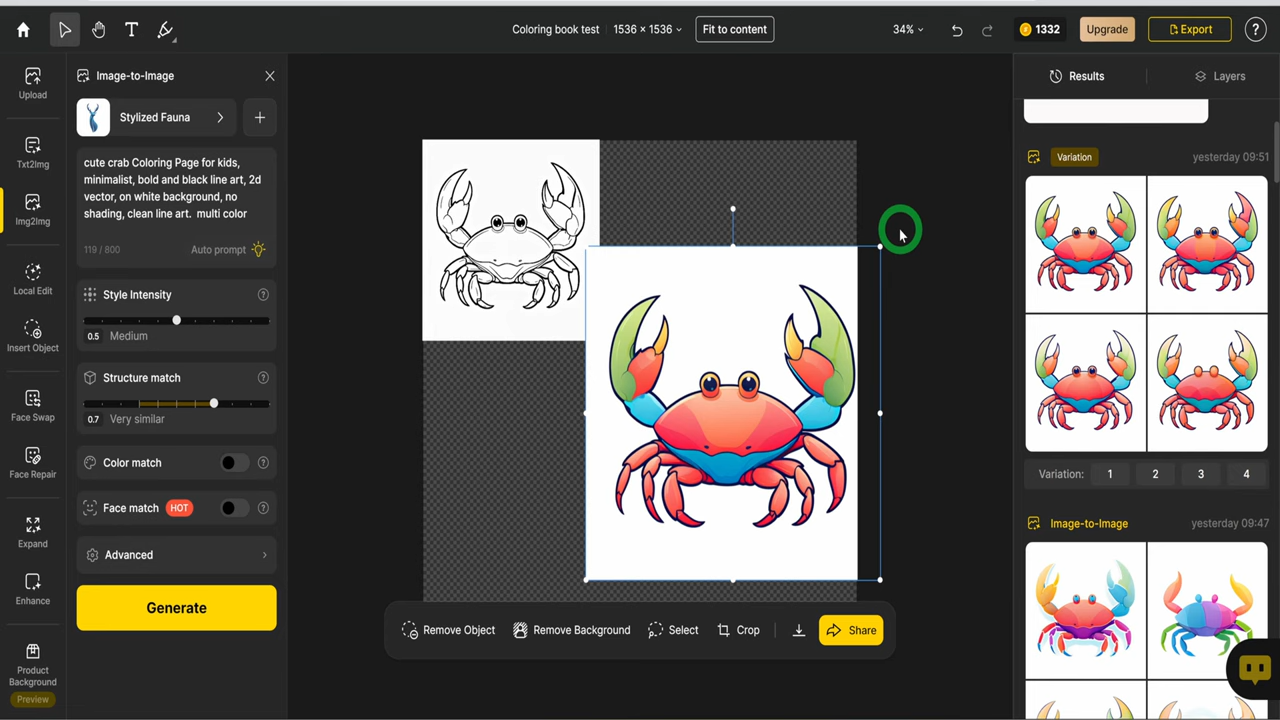 Coloring book test
1536 × 1536
Fit to content
34%
1332
Upgrade
Export
?
Upload
Txt2Img
Img2Img
Local Edit
Insert Object
Face Swap
Face Repair
Expand
Enhance
Product
Background
Preview
Image-to-Image
Stylized Fauna
cute crab Coloring Page for kids,
minimalist, bold and black line art, 2d
vector, on white background, no
shading, clean line art. multi color
119 / 800
Auto prompt
Style Intensity
?
0.5 Medium
Structure match
?
0.7 Very similar
Color match
?
Face match HOT
?
Advanced
Generate
Remove Object
Remove Background
Select
Crop
Share
Results
Layers
Variation
yesterday 09:51
Variation: 1 2 3 4
Image-to-Image
yesterday 09:47